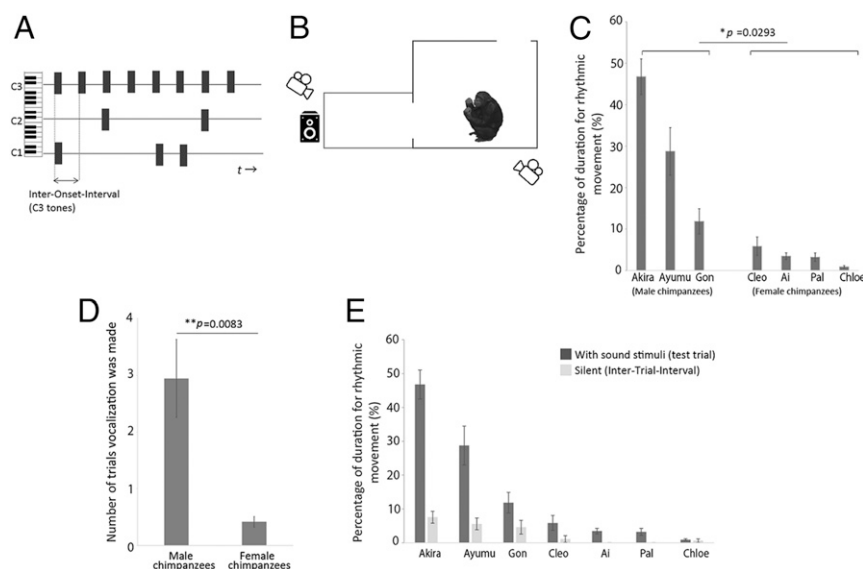 A
C3
C2
C1
t →
Inter-Onset-Interval
(C3 tones)
B
C
* p =0.0293
Percentage of duration for rhythmic
movement (%)
60
50
40
30
20
10
0
Akira Ayumu Gon Cleo Ai Pal Chloe
(Male chimpanzees) (Female chimpanzees)
D
**p=0.0083
Number of trials vocalization was made
4
3
2
1
0
Male
chimpanzees
Female
chimpanzees
E
Percentage of duration for rhythmic
movement (%)
60
50
40
30
20
10
0
With sound stimuli (test trial)
Silent (Inter-Trial-Interval)
Akira Ayumu Gon Cleo Ai Pal Chloe